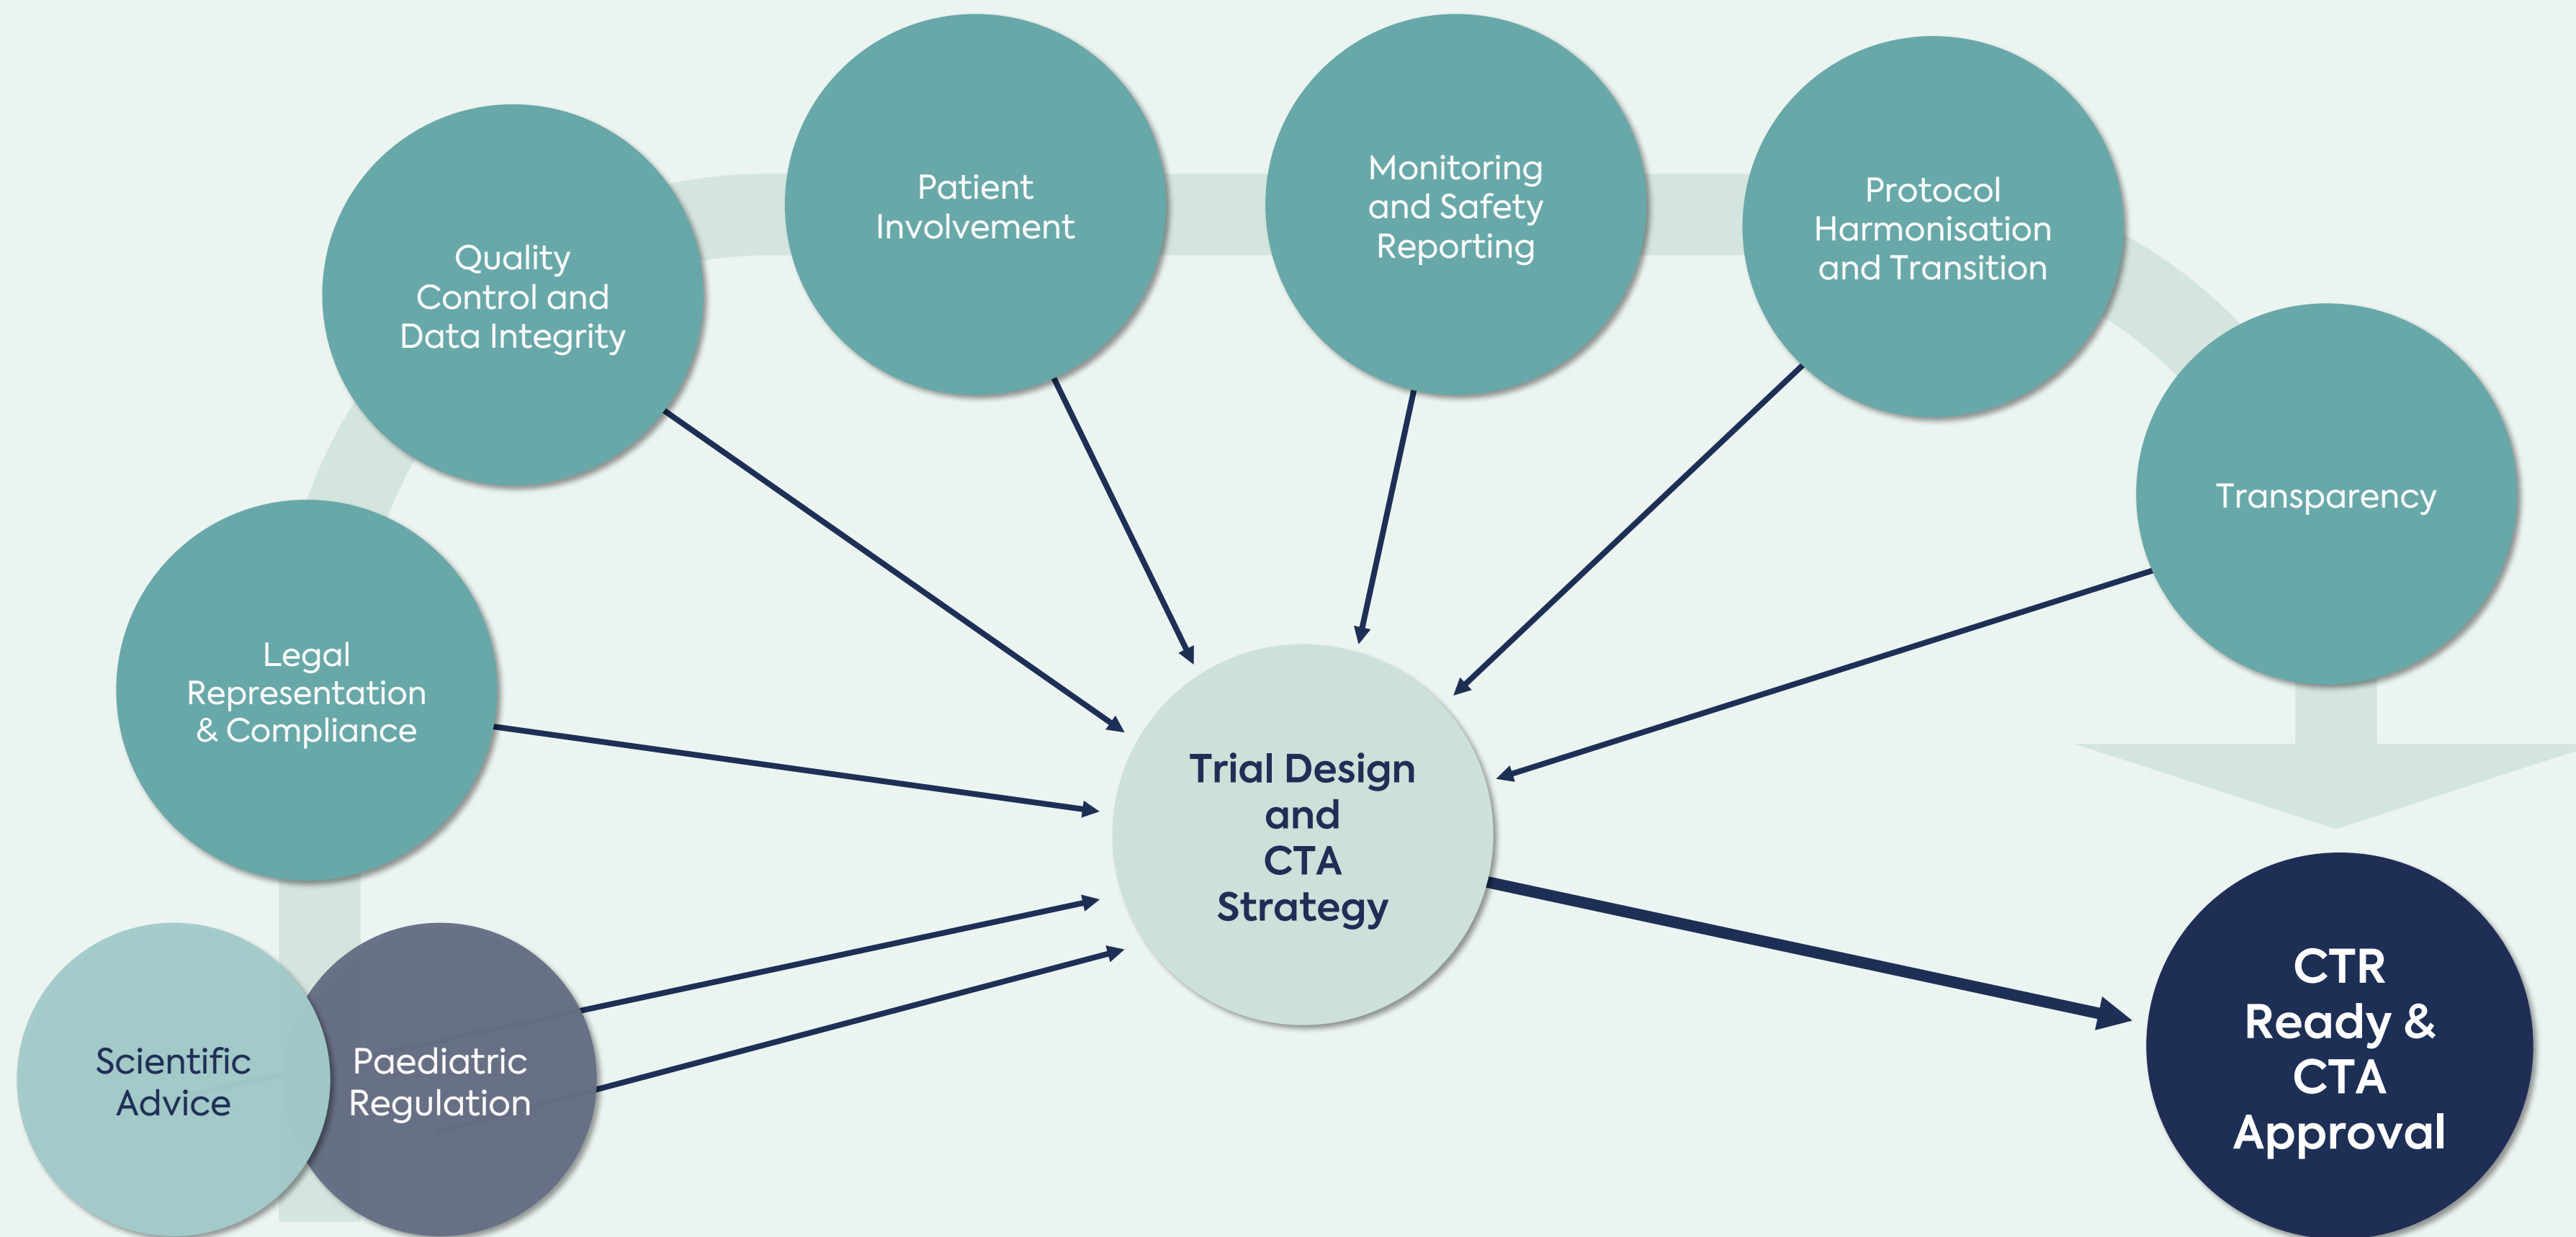 Patient
Involvement
Monitoring
and Safety
Reporting
Protocol
Harmonisation
and Transition
Quality
Control and
Data Integrity
Transparency
Legal
Representation
& Compliance
Trial Design
and
CTA
Strategy
Scientific
Advice
Paediatric
Regulation
CTR
Ready &
CTA
Approval